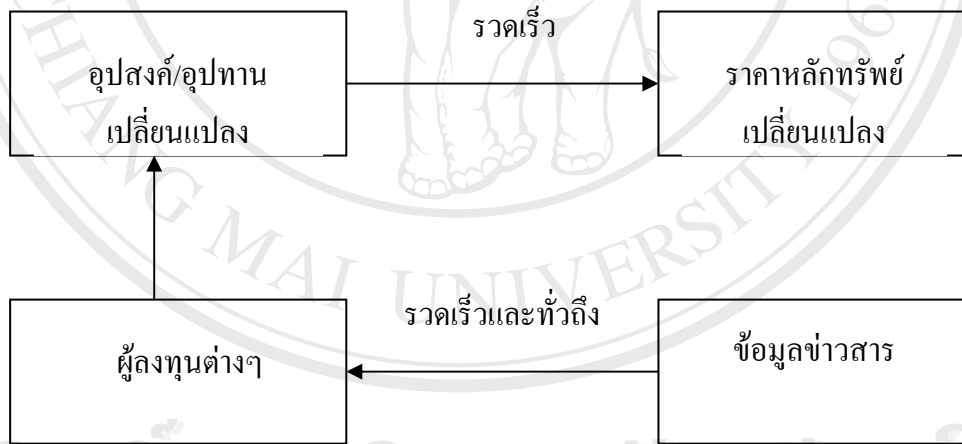 รวดเร็ว
อุปสงค์/อุปทาน
เปลี่ยนแปลง
ราคาหลักทรัพย์
เปลี่ยนแปลง
รวดเร็วและทั่วถึง
ผู้ลงทุนต่างๆ
ข้อมูลข่าวสาร
CHIANG MAI UNIVERSITY 196